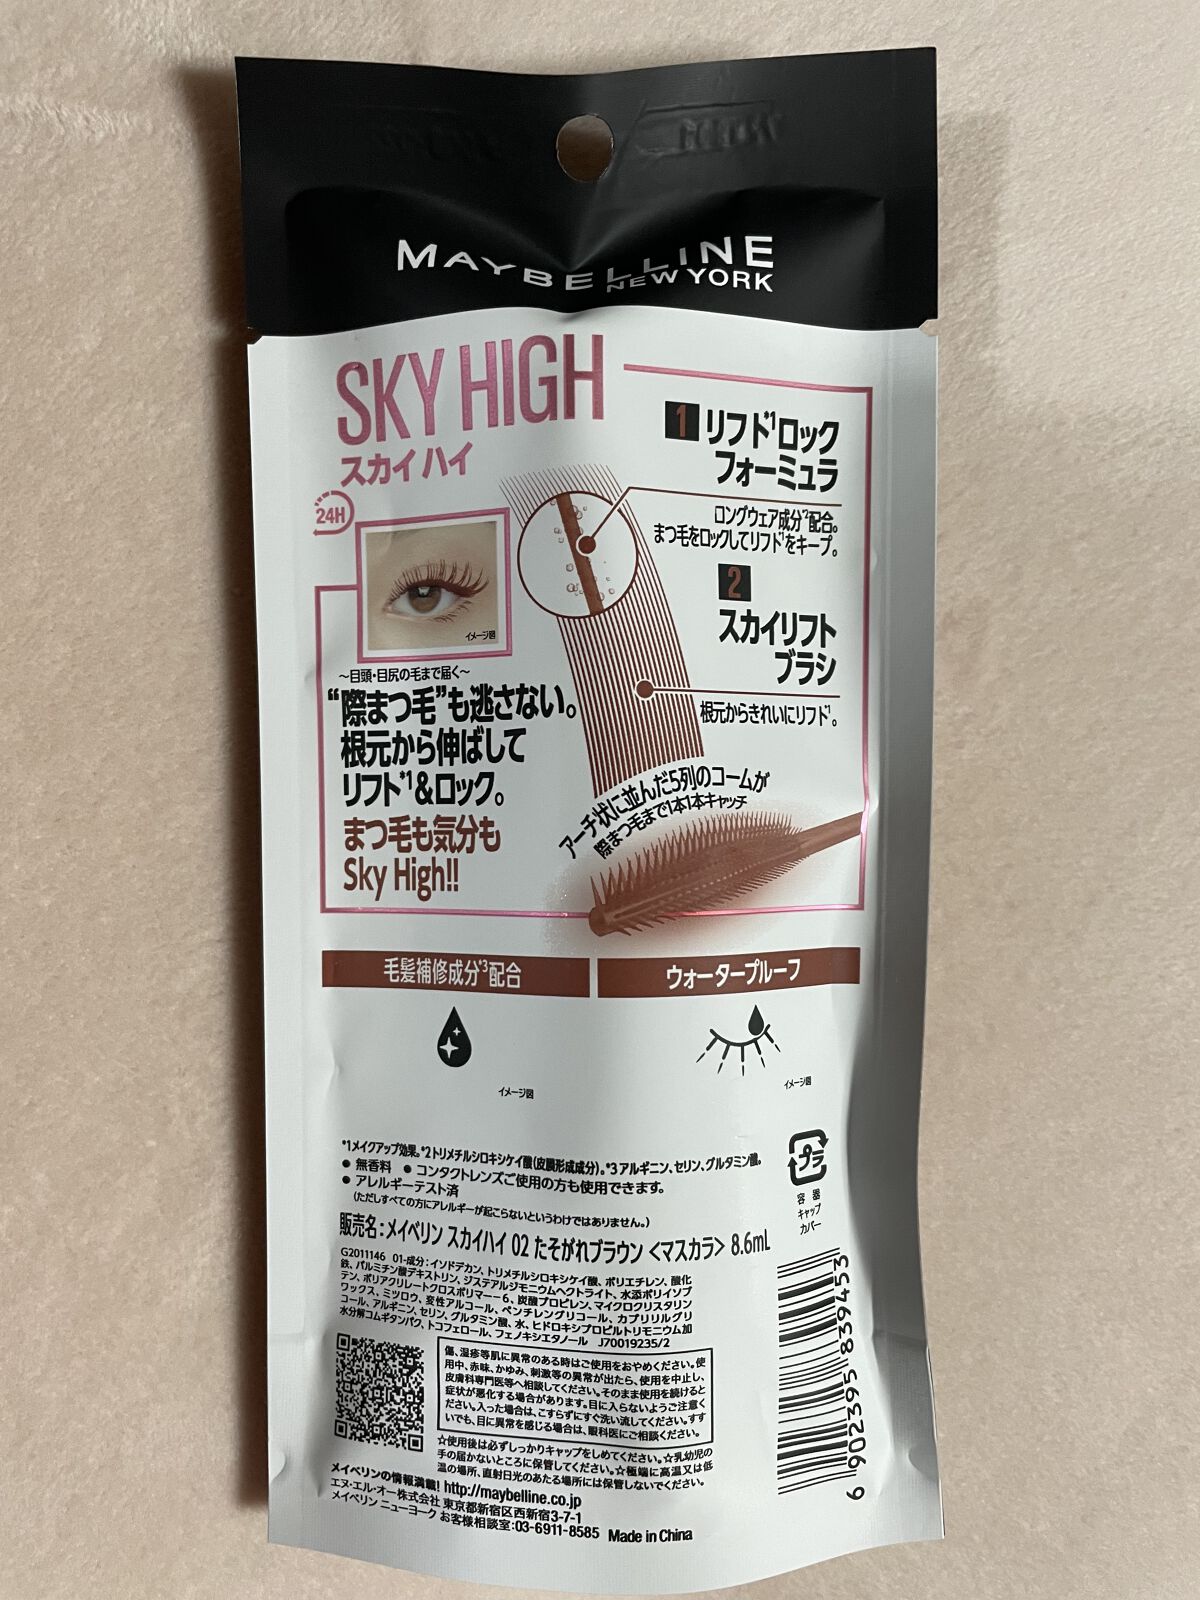 MAYBELLINE
NEW YORK
SKY HIGH
スカイ ハイ
24H
イメージ図
～目頭・目尻の毛まで届く～
“際まつ毛”も逃さない。
根元から伸ばして
リフト*1&ロック。
まつ毛も気分も
Sky High!!
1 リフト*1ロック
フォーミュラ
ロングウェア成分*2配合。
まつ毛をロックしてリフト*1をキープ。
2
スカイリフト
ブラシ
根元からきれいにリフト*1。
アーチ状に並んだ5列のコームが
際まつ毛まで1本1本キャッチ
毛髪補修成分*3配合
ウォータープルーフ
イメージ図
イメージ図
*1メイクアップ効果。*2トリメチルシロキシケイ酸(皮膜形成成分)。*3アルギニン、セリン、グルタミン酸。
● 無香料 ● コンタクトレンズご使用の方も使用できます。
● アレルギーテスト済
(ただしすべての方にアレルギーが起こらないというわけではありません。)
プラ
容器
キャップ
カバー
販売名:メイベリン スカイハイ 02 たそがれブラウン <マスカラ> 8.6mL
G2011146 01-成分:イソドデカン、トリメチルシロキシケイ酸、ポリエチレン、酸化
鉄、パルミチン酸デキストリン、ジステアルジモニウムヘクトライト、水添ポリイソブ
テン、ポリアクリレートクロスポリマー-6、炭酸プロピレン、マイクロクリスタリン
ワックス、ミツロウ、変性アルコール、ペンチレングリコール、カプリリルグリ
コール、アルギニン、セリン、グルタミン酸、水、ヒドロキシプロピルトリモニウム加
水分解コムギタンパク、トコフェロール、フェノキシエタノール J70019235/2
傷、湿疹等肌に異常のある時はご使用をおやめください。使
用中、赤味、かゆみ、刺激等の異常が出たら、使用を中止し、
皮膚科専門医等へ相談してください。そのまま使用を続けると
症状が悪化する場合があります。目に入らないようご注意く
ださい。入った場合は、こすらずにすぐ洗い流してください。すす
いでも、目に異常を感じる場合は、眼科医にご相談ください。
☆使用後は必ずしっかりキャップをしめてください。☆乳幼児の
手の届かないところに保管してください。☆極端に高温又は低
温の場所、直射日光のあたる場所には保管しないでください。
メイベリンの情報満載! http://maybelline.co.jp
エヌ・エル・オー株式会社 東京都新宿区西新宿3-7-1
メイベリン ニューヨーク お客様相談室:03-6911-8585 Made in China
6 902395 839453